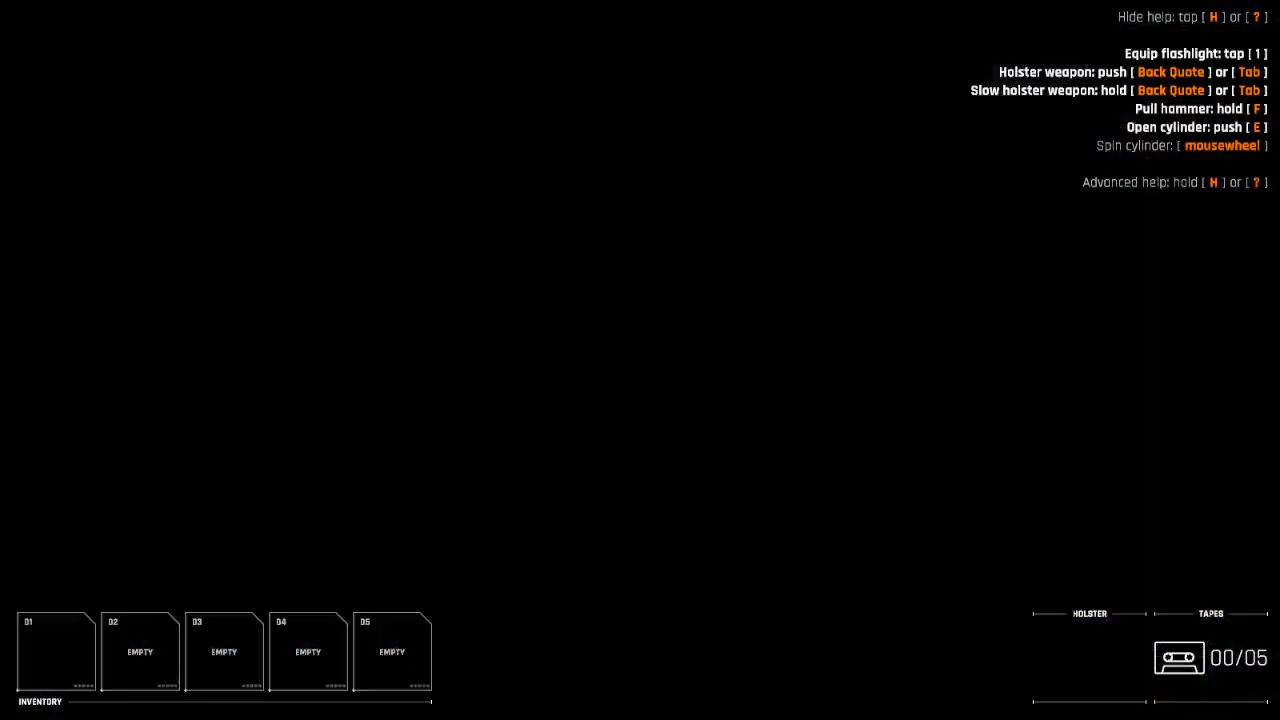 Hide help: tap [ H ] or [ ? ]
Equip flashlight: tap [ 1 ]
Holster weapon: push [ Back Quote ] or [ Tab ]
Slow holster weapon: hold [ Back Quote ] or [ Tab ]
Pull hammer: hold [ F ]
Open cylinder: push [ E ]
Spin cylinder: [ mousewheel ]
Advanced help: hold [ H ] or [ ? ]
01 02 03 04 05
EMPTY EMPTY EMPTY EMPTY
INVENTORY
HOLSTER TAPES
00/05